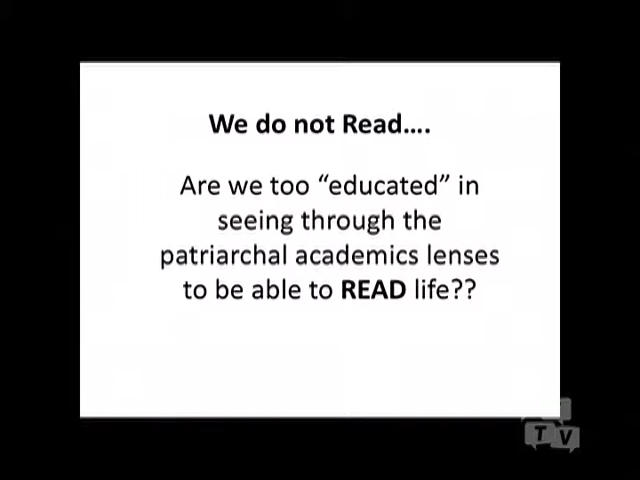 We do not Read....
Are we too “educated” in
seeing through the
patriarchal academics lenses
to be able to READ life??
T V